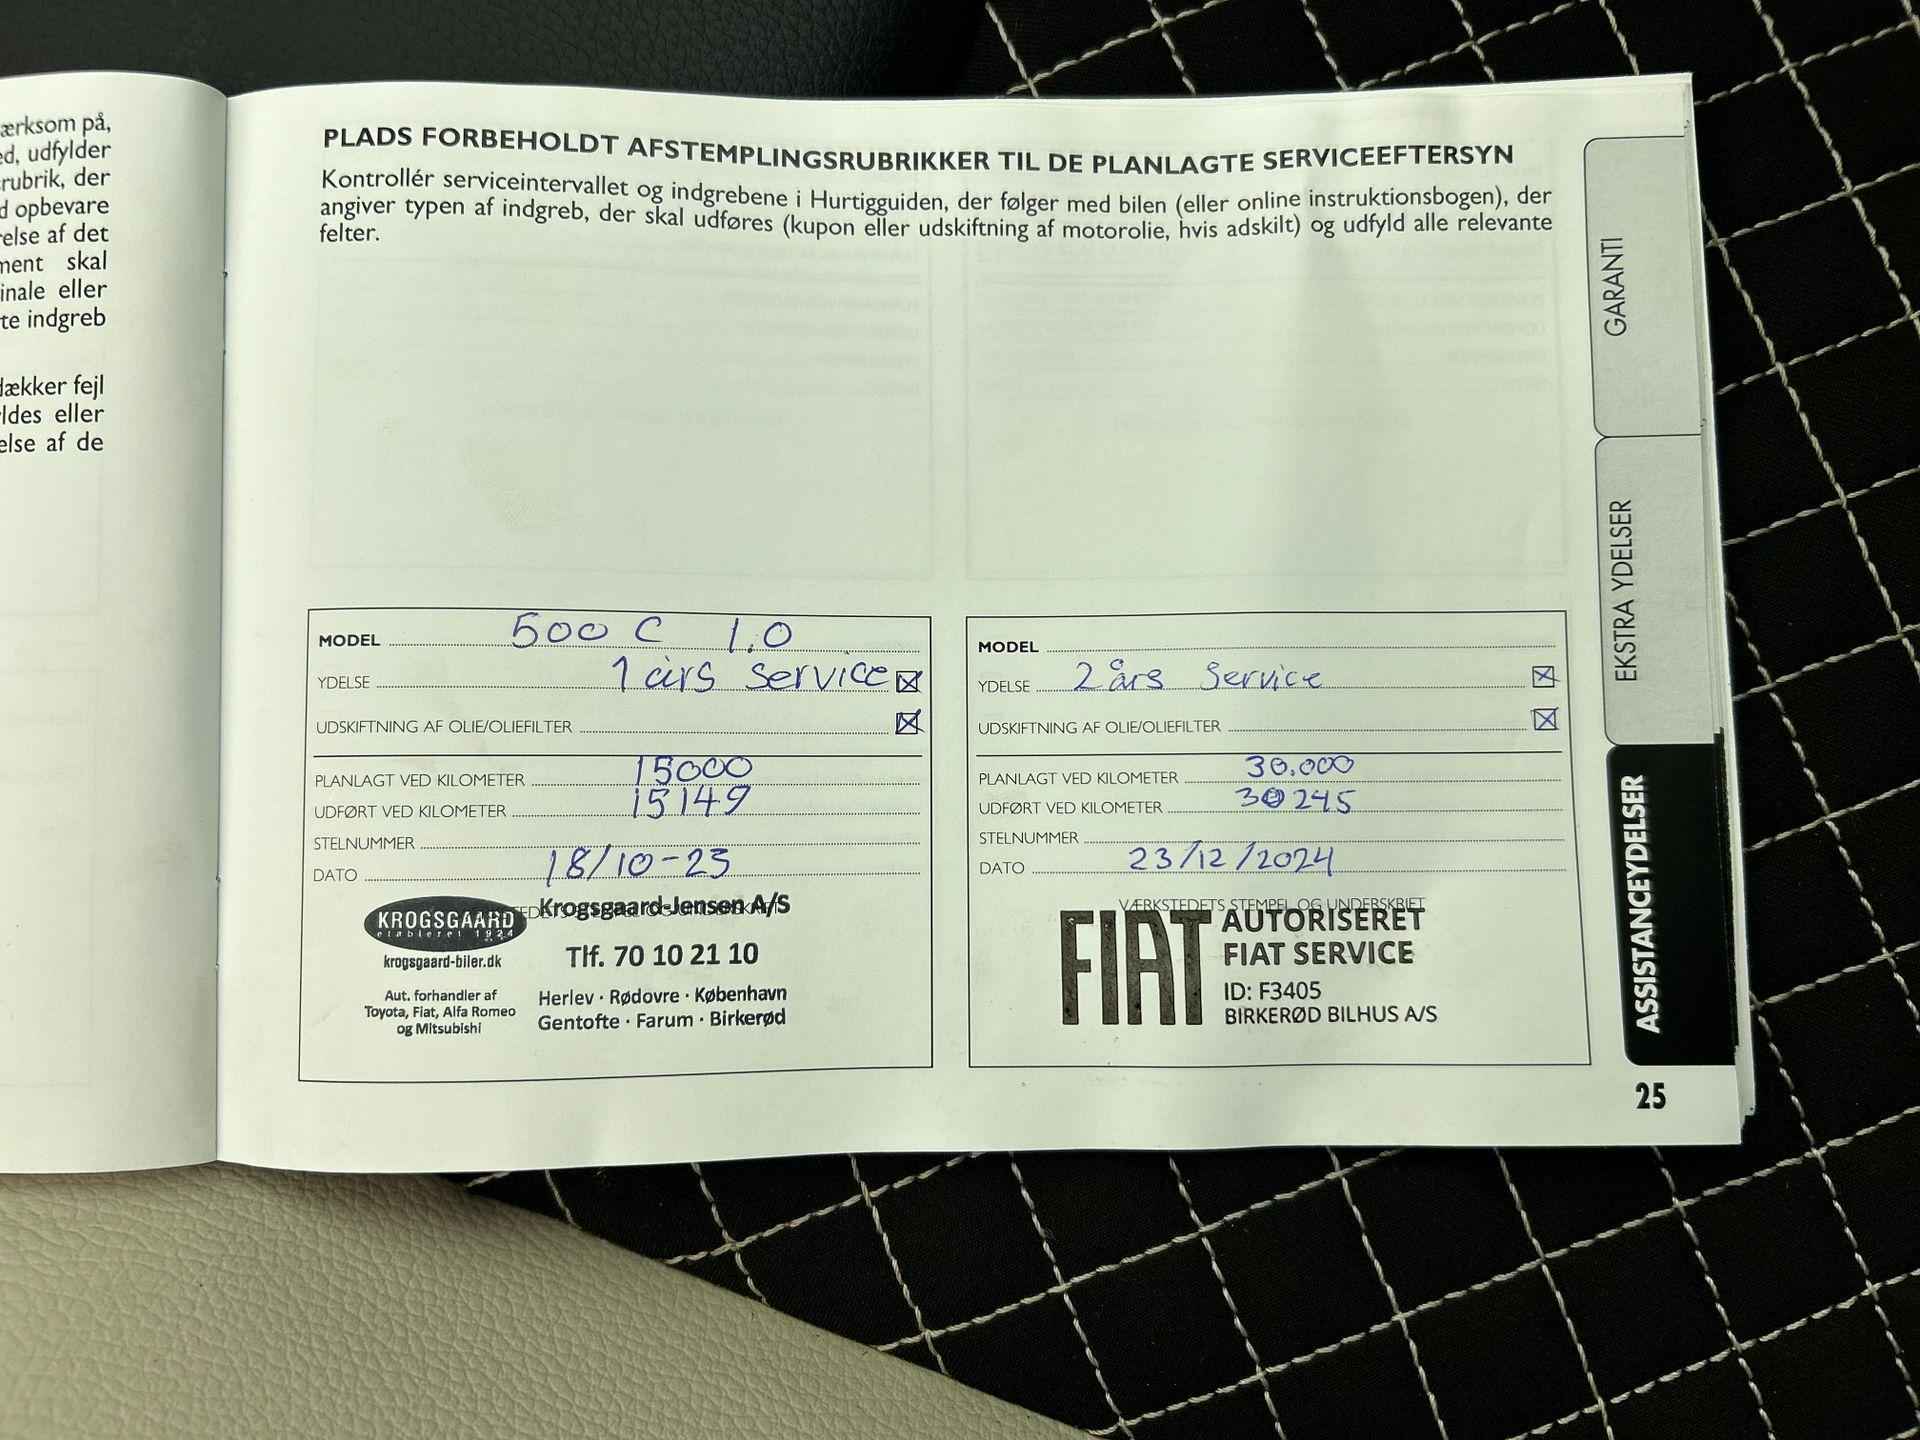 ærksom på,
ed, udfylder
rubrik, der
d opbevare
else af det
ment skal
inale eller
te indgreb
dækker fejl
ldes eller
else af de
PLADS FORBEHOLDT AFSTEMPLINGSRUBRIKKER TIL DE PLANLAGTE SERVICEEFTERSYN
Kontrollér serviceintervallet og indgrebene i Hurtigguiden, der følger med bilen (eller online instruktionsbogen), der
angiver typen af indgreb, der skal udføres (kupon eller udskiftning af motorolie, hvis adskilt) og udfyld alle relevante
felter.
MODEL 500 C 1.0
YDELSE 1 års service
UDSKIFTNING AF OLIE/OLIEFILTER
PLANLAGT VED KILOMETER 15000
UDFØRT VED KILOMETER 15149
STELNUMMER
DATO 18/10-23
KROGSGAARD
etableret 1924
krogsgaard-biler.dk
Aut. forhandler af
Toyota, Fiat, Alfa Romeo
og Mitsubishi
Krogsgaard-Jensen A/S
Tlf. 70 10 21 10
Herlev · Rødovre · København
Gentofte · Farum · Birkerød
MODEL
YDELSE 2 års Service
UDSKIFTNING AF OLIE/OLIEFILTER
PLANLAGT VED KILOMETER 30.000
UDFØRT VED KILOMETER 30245
STELNUMMER
DATO 23/12/2024
VÆRKSTEDETS STEMPEL OG UNDERSKRIFT
FIAT
AUTORISERET
FIAT SERVICE
ID: F3405
BIRKERØD BILHUS A/S
GARANTI
EKSTRA YDELSER
ASSISTANCEYDELSER
25